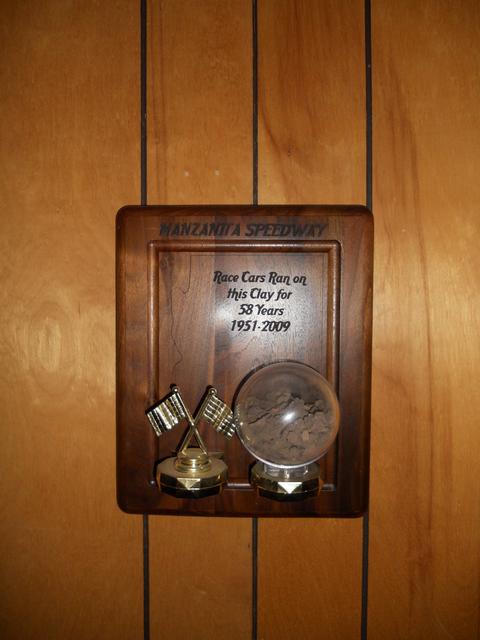 MANZANITA SPEEDWAY
Race Cars Ran on
this Clay for
58 Years
1951-2009